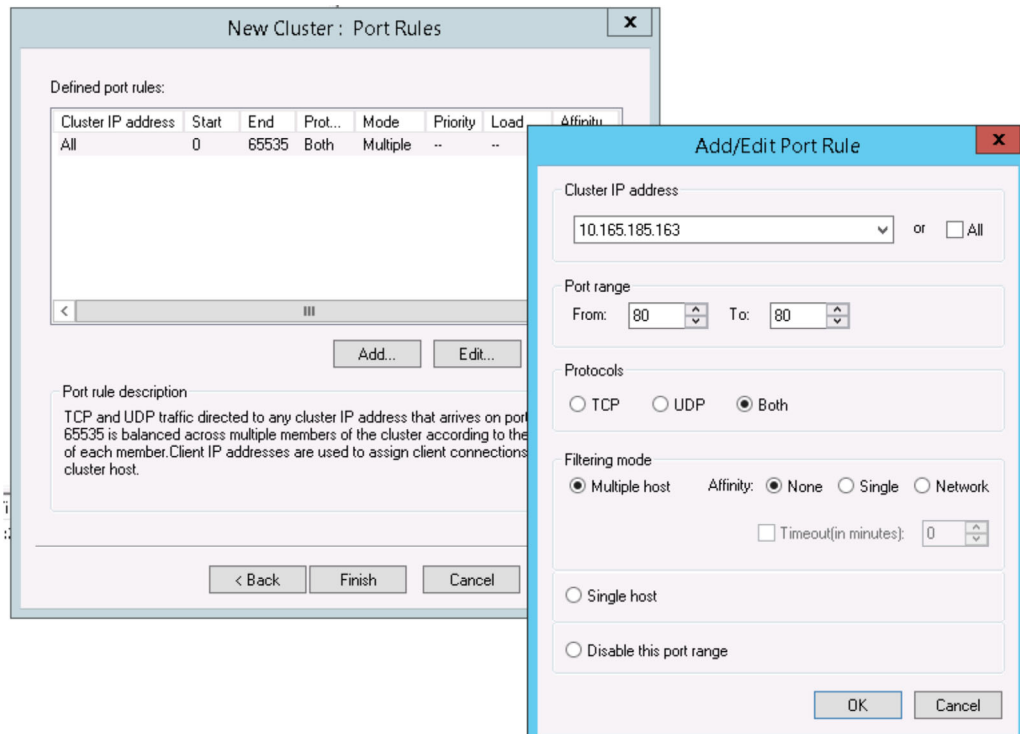 New Cluster : Port Rules
x
Defined port rules:
Cluster IP address Start End Prot... Mode Priority Load Affinity
All 0 65535 Both Multiple -- --
Add... Edit...
Port rule description
TCP and UDP traffic directed to any cluster IP address that arrives on port
65535 is balanced across multiple members of the cluster according to the
of each member.Client IP addresses are used to assign client connections
cluster host.
< Back Finish Cancel
Add/Edit Port Rule
x
Cluster IP address
10.165.185.163 or All
Port range
From: 80 To: 80
Protocols
TCP UDP Both
Filtering mode
Multiple host Affinity: None Single Network
Timeout(in minutes): 0
Single host
Disable this port range
OK Cancel